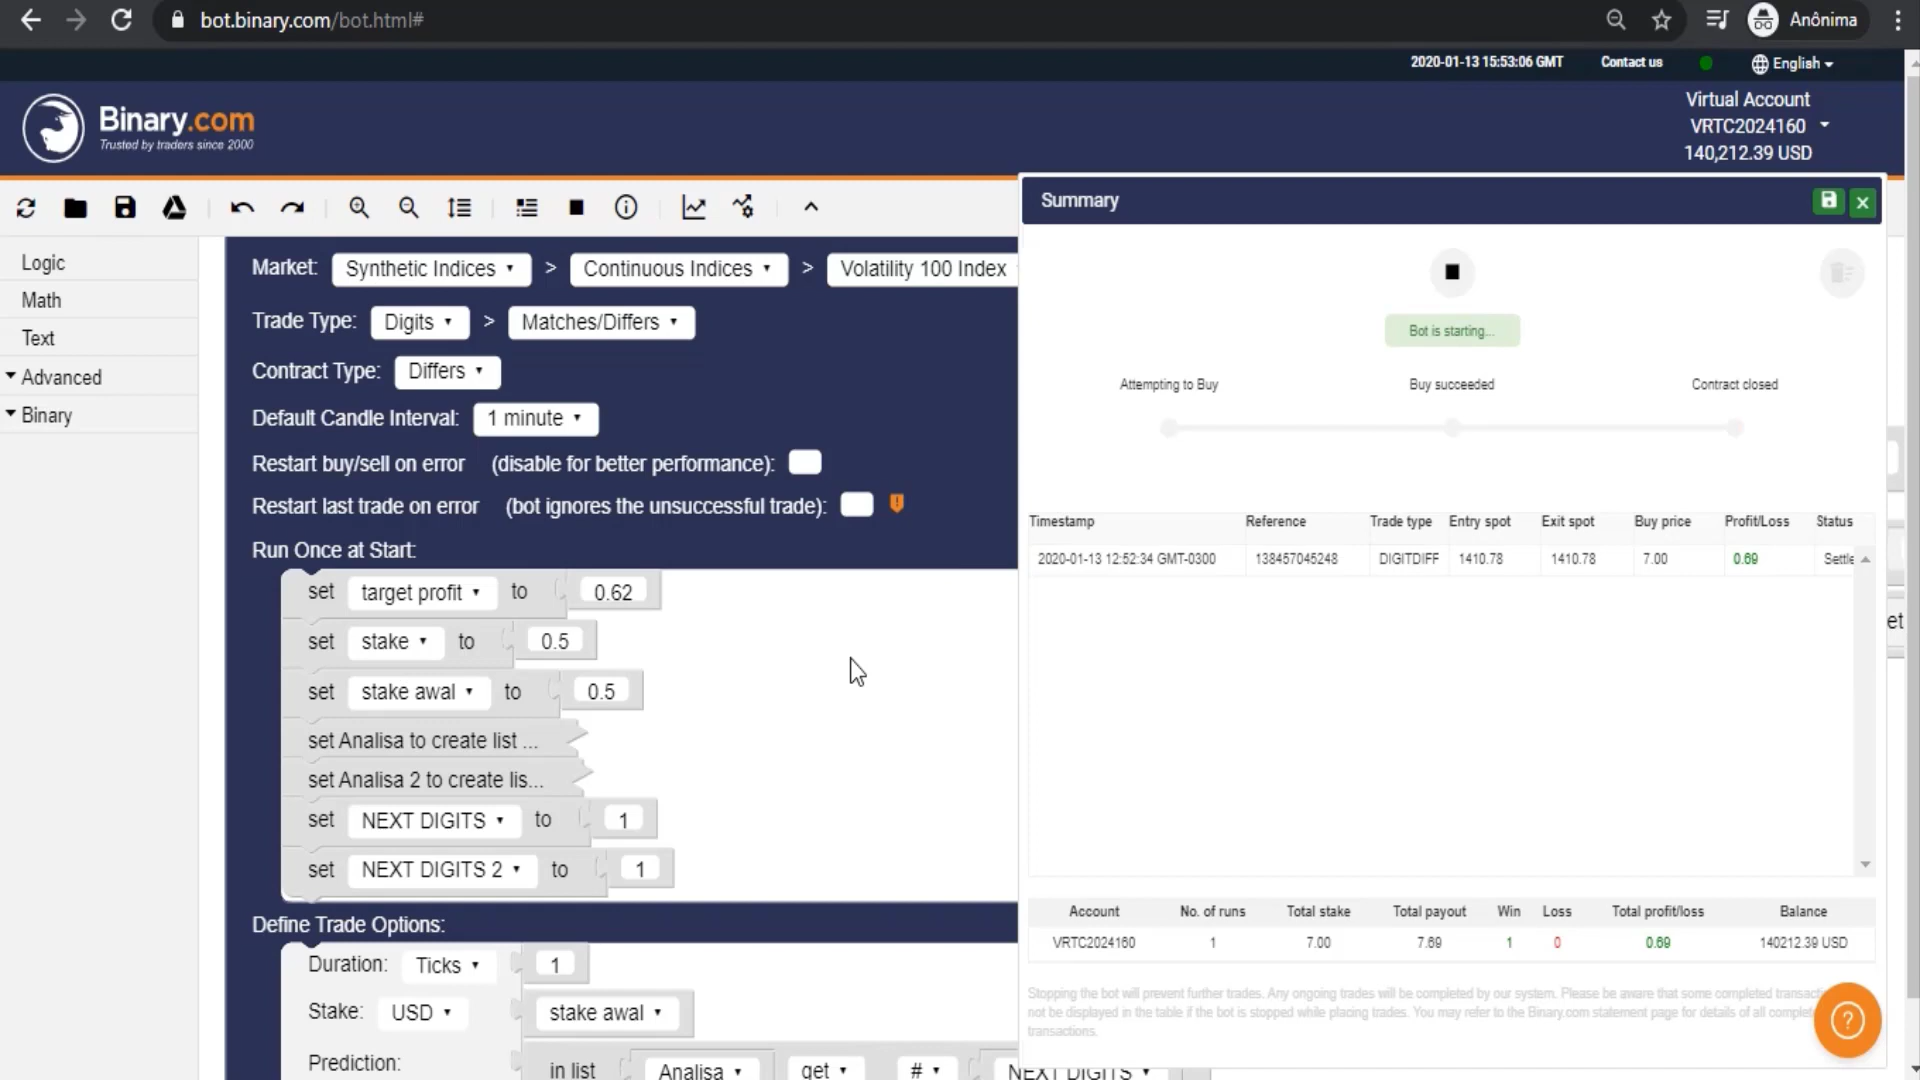 bot.binary.com/bot.html#
Anônima
2020-01-13 15:53:06 GMT
Contact us
English
Binary.com
Trusted by traders since 2000
Virtual Account
VRTC2024160
140,212.39 USD
Summary
Logic
Math
Text
Advanced
Binary
Market: Synthetic Indices > Continuous Indices > Volatility 100 Index
Trade Type: Digits > Matches/Differs
Contract Type: Differs
Default Candle Interval: 1 minute
Restart buy/sell on error (disable for better performance):
Restart last trade on error (bot ignores the unsuccessful trade):
Run Once at Start:
set target profit to 0.62
set stake to 0.5
set stake awal to 0.5
set Analisa to create list ...
set Analisa 2 to create lis...
set NEXT DIGITS to 1
set NEXT DIGITS 2 to 1
Define Trade Options:
Duration: Ticks 1
Stake: USD stake awal
Prediction: in list Analisa get # NEXT DIGITS
Bot is starting...
Attempting to Buy Buy succeeded Contract closed
Timestamp Reference Trade type Entry spot Exit spot Buy price Profit/Loss Status
2020-01-13 12:52:34 GMT-0300 138457045248 DIGITDIFF 1410.78 1410.78 7.00 0.69 Settle
et
Account No. of runs Total stake Total payout Win Loss Total profit/loss Balance
VRTC2024160 1 7.00 7.69 1 0 0.69 140212.39 USD
Stopping the bot will prevent further trades. Any ongoing trades will be completed by our system. Please be aware that some completed transacti
not be displayed in the table if the bot is stopped while placing trades. You may refer to the Binary.com statement page for details of all complet
transactions.